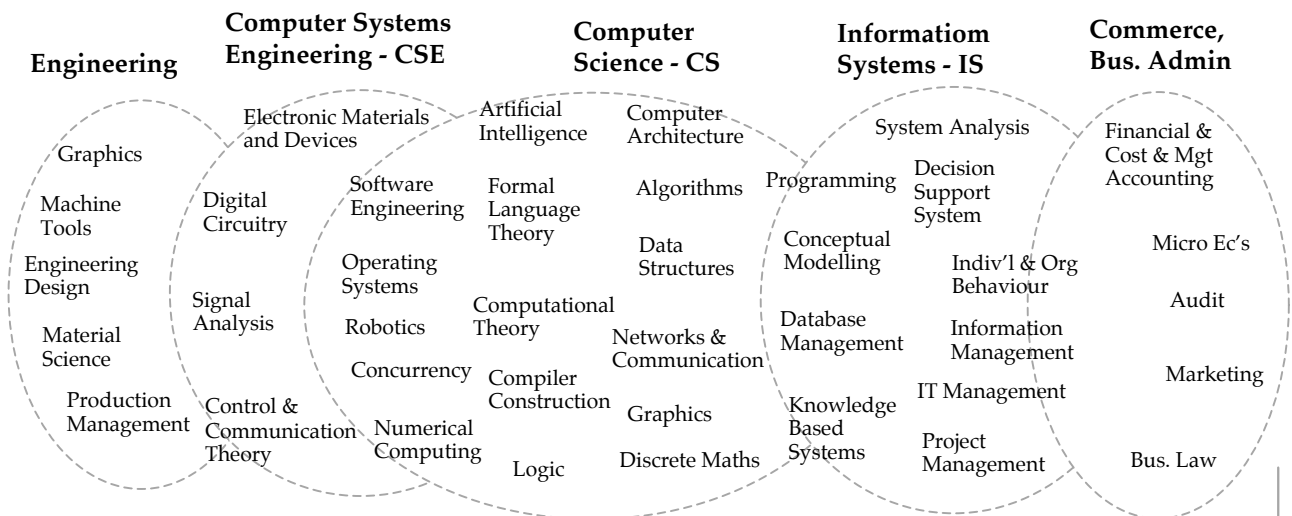 Engineering
Computer Systems
Engineering - CSE
Computer
Science - CS
Informatiom
Systems - IS
Commerce,
Bus. Admin
Graphics
Machine
Tools
Engineering
Design
Material
Science
Production
Management
Electronic Materials
and Devices
Digital
Circuitry
Signal
Analysis
Control &
Communication
Theory
Software
Engineering
Operating
Systems
Robotics
Concurrency
Numerical
Computing
Artificial
Intelligence
Formal
Language
Theory
Computational
Theory
Compiler
Construction
Logic
Computer
Architecture
Algorithms
Data
Structures
Networks &
Communication
Graphics
Discrete Maths
Programming
Conceptual
Modelling
Database
Management
Knowledge
Based
Systems
System Analysis
Decision
Support
System
Indiv'l & Org
Behaviour
Information
Management
IT Management
Project
Management
Financial &
Cost & Mgt
Accounting
Micro Ec's
Audit
Marketing
Bus. Law